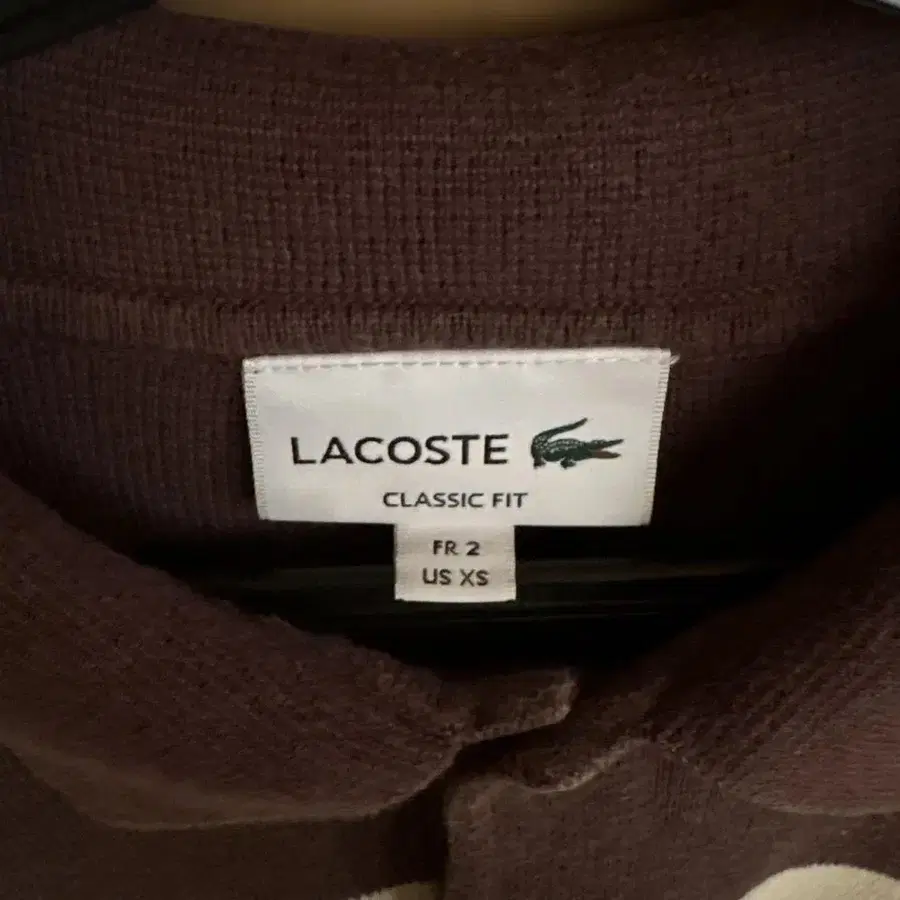 LACOSTE
CLASSIC FIT
FR 2
US XS